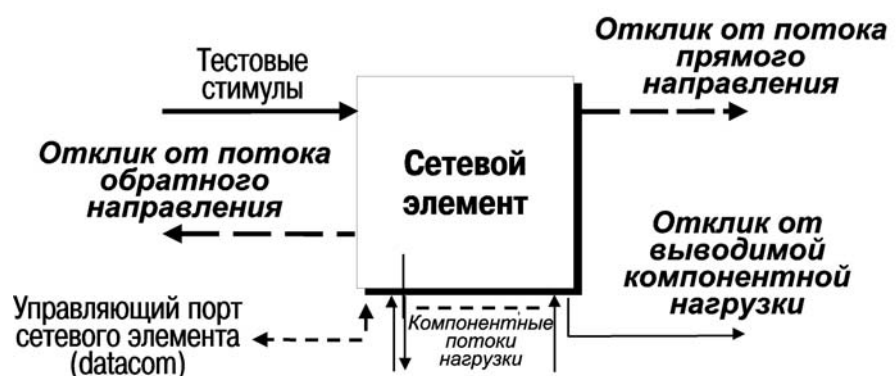 Тестовые
стимулы
Отклик от потока
прямого
направления
Отклик от потока
обратного
направления
Сетевой
элемент
Отклик от
выводимой
компонентной
нагрузки
Управляющий порт
сетевого элемента
(datacom)
Компонентные
потоки
нагрузки